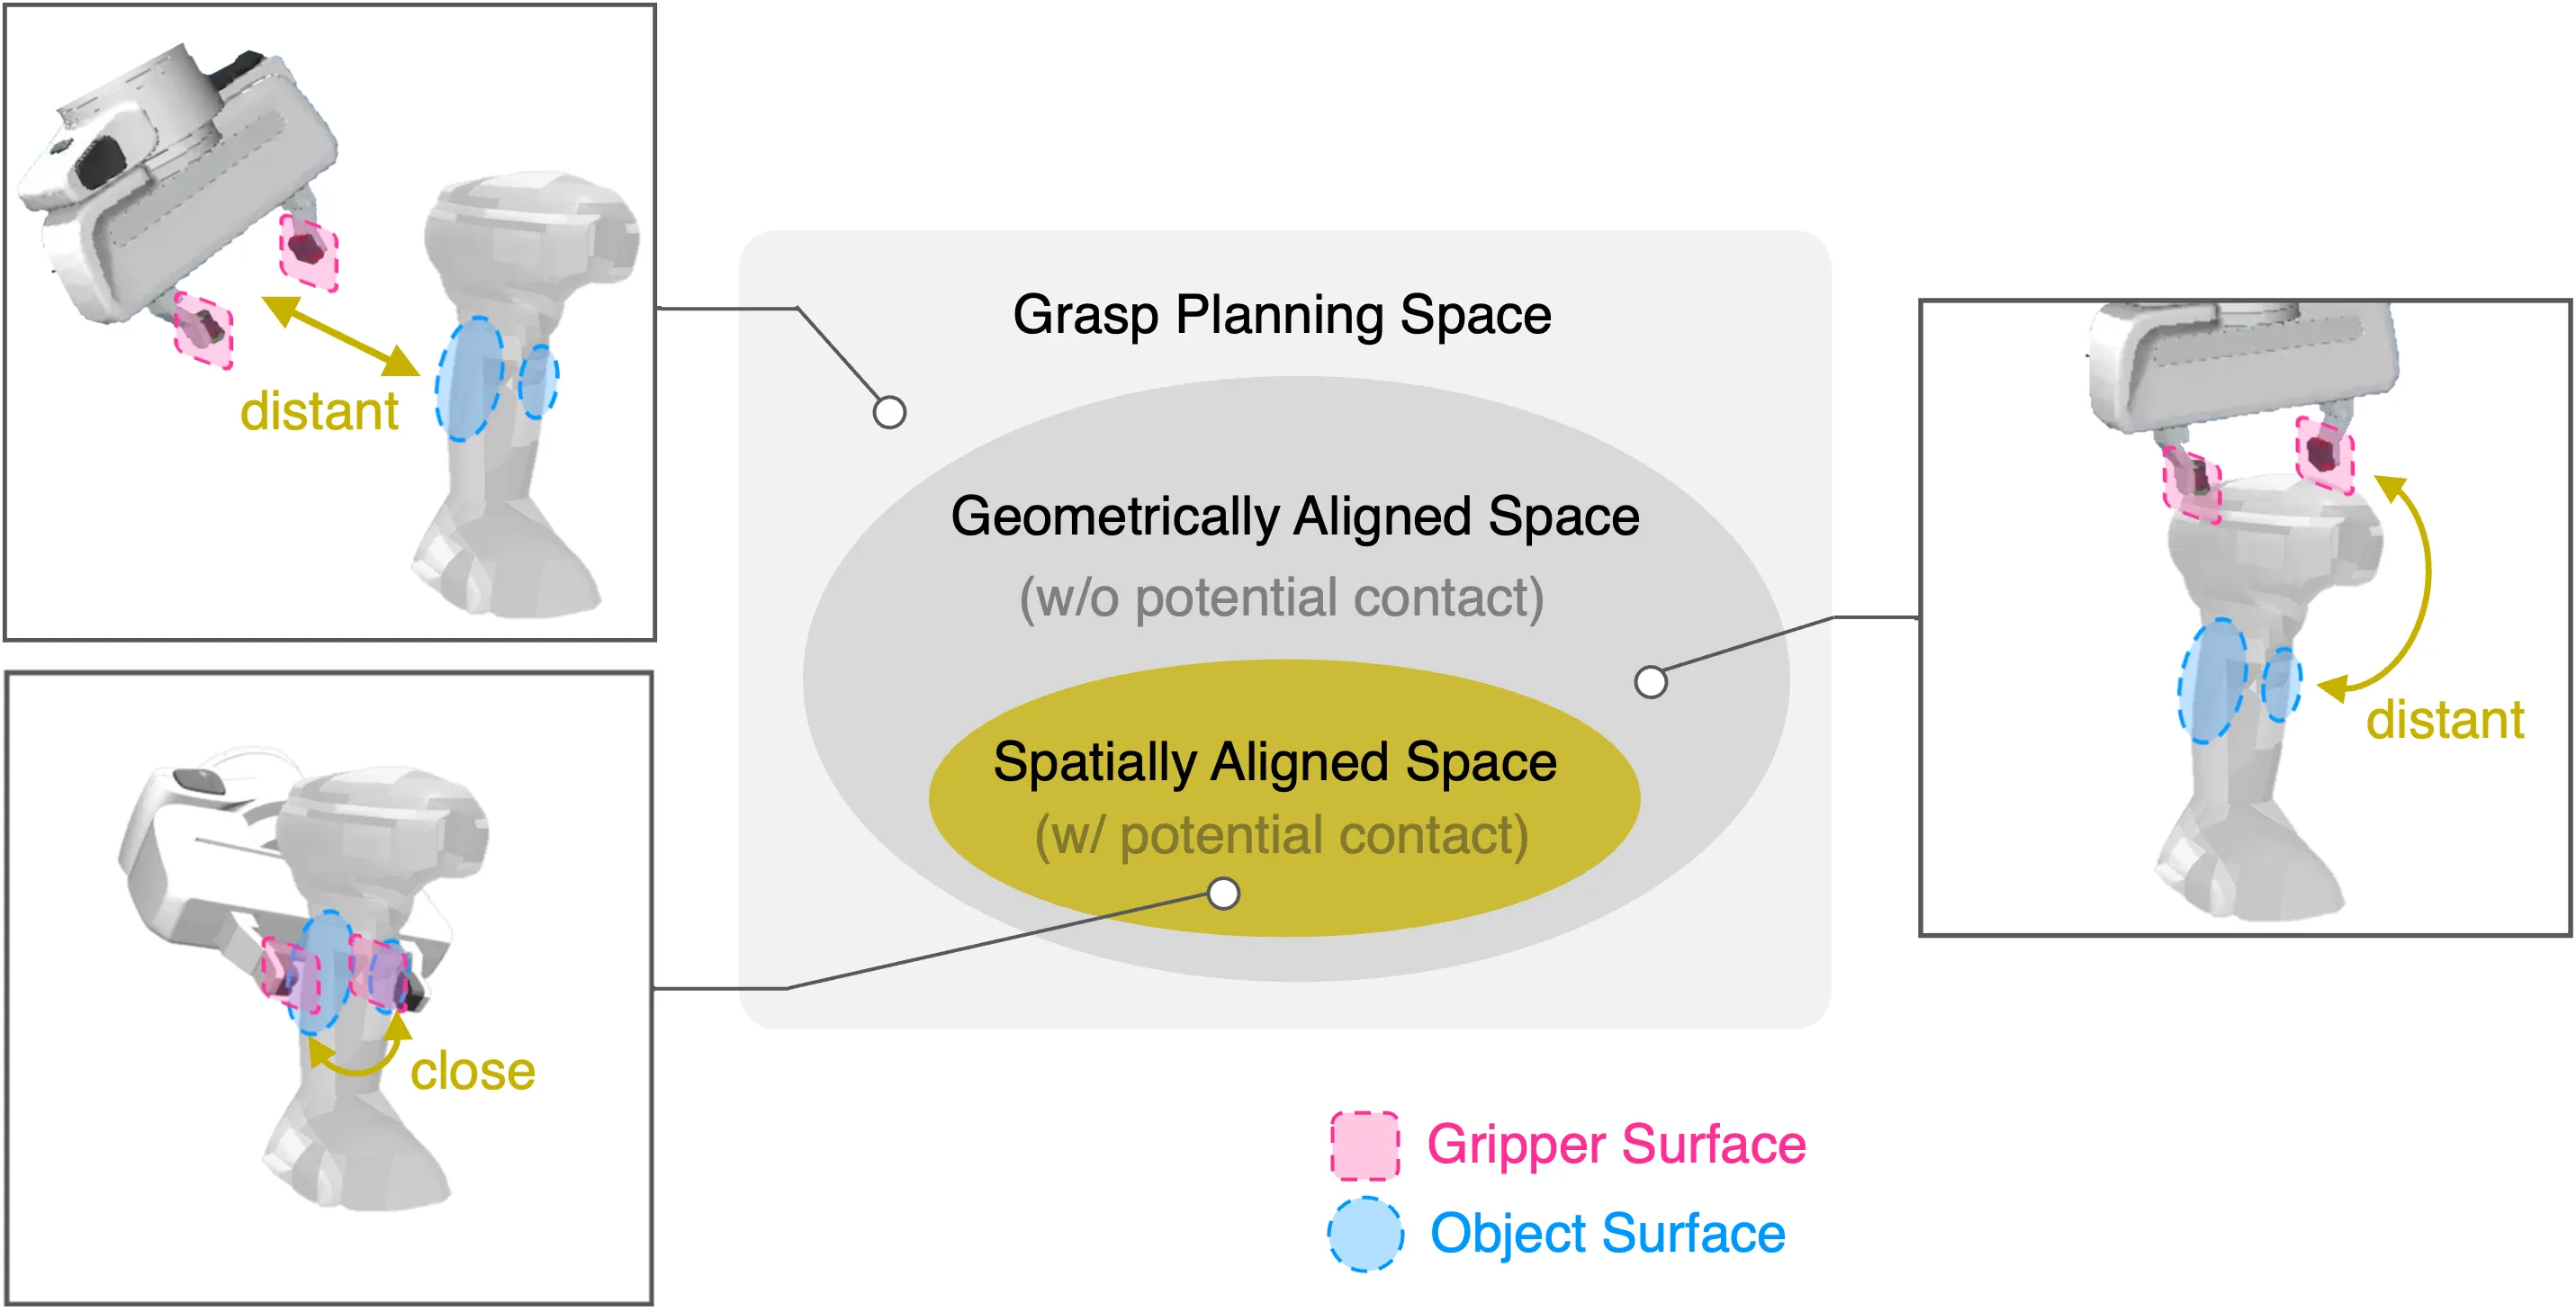 distant
Grasp Planning Space
Geometrically Aligned Space
(w/o potential contact)
Spatially Aligned Space
(w/ potential contact)
distant
close
Gripper Surface
Object Surface